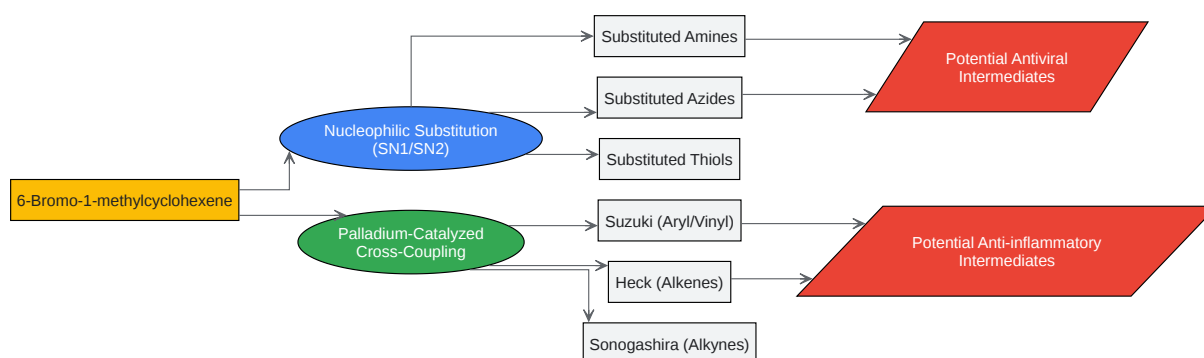 6-Bromo-1-methylcyclohexene
Nucleophilic Substitution
(SN1/SN2)
Palladium-Catalyzed
Cross-Coupling
Substituted Amines
Substituted Azides
Substituted Thiols
Suzuki (Aryl/Vinyl)
Heck (Alkenes)
Sonogashira (Alkynes)
Potential Antiviral
Intermediates
Potential Anti-inflammatory
Intermediates